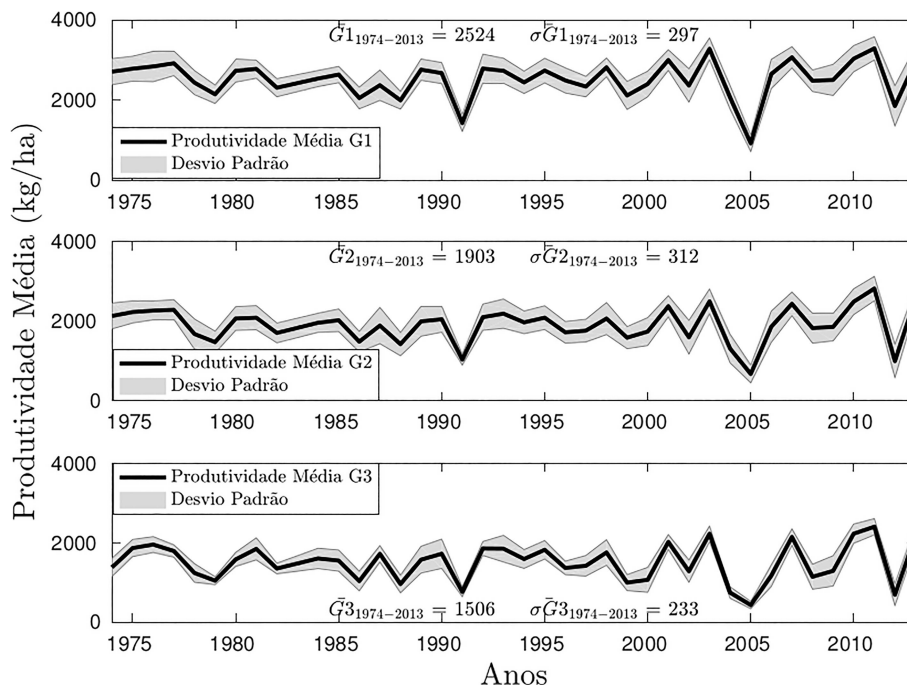 Produtividade Média (kg/ha)
4000
2000
0
Ḡ1₁₉₇₄₋₂₀₁₃ = 2524 σḠ1₁₉₇₄₋₂₀₁₃ = 297
Produtividade Média G1
Desvio Padrão
1975 1980 1985 1990 1995 2000 2005 2010
4000
2000
0
Ḡ2₁₉₇₄₋₂₀₁₃ = 1903 σḠ2₁₉₇₄₋₂₀₁₃ = 312
Produtividade Média G2
Desvio Padrão
1975 1980 1985 1990 1995 2000 2005 2010
4000
2000
0
Produtividade Média G3
Desvio Padrão
Ḡ3₁₉₇₄₋₂₀₁₃ = 1506 σḠ3₁₉₇₄₋₂₀₁₃ = 233
1975 1980 1985 1990 1995 2000 2005 2010
Anos